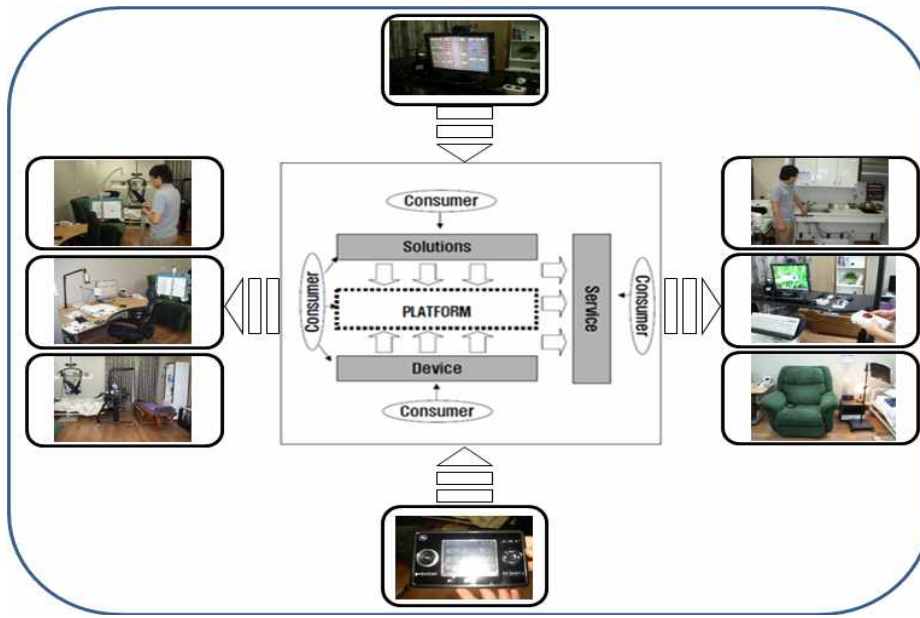 Consumer
Solutions
Consumer
PLATFORM
Service
Consumer
Device
Consumer